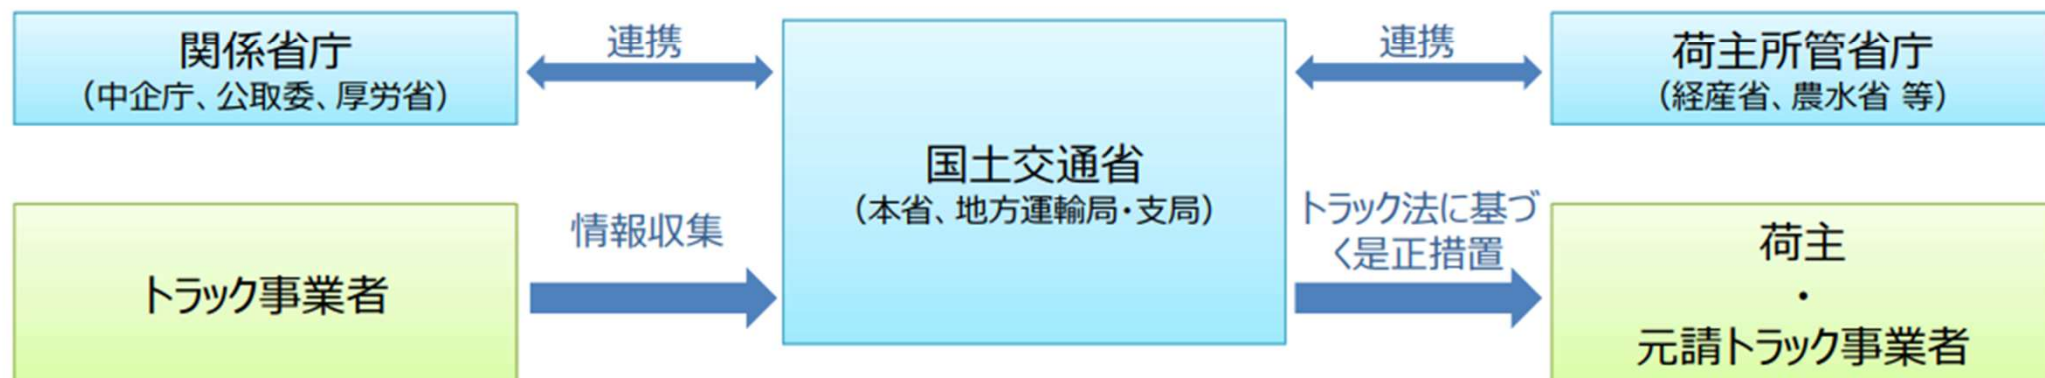 関係省庁
（中企庁、公取委、厚労省）
連携
国土交通省
（本省、地方運輸局・支局）
連携
荷主所管省庁
（経産省、農水省 等）
トラック事業者
情報収集
トラック法に基づ
く是正措置
荷主
・
元請トラック事業者